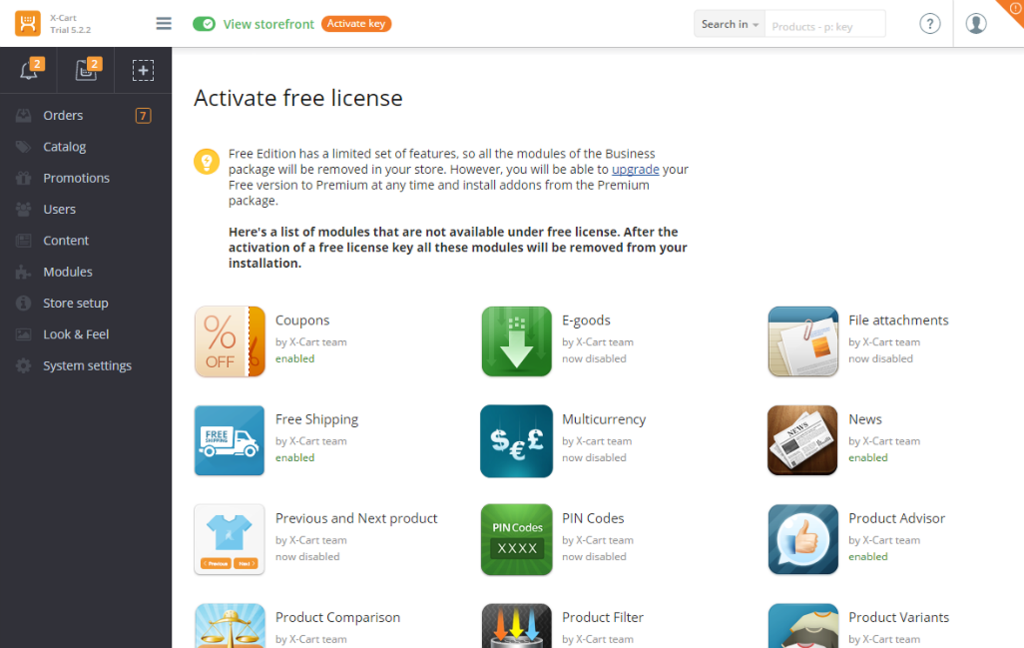 X-Cart
Trial 5.2.2
View storefront
Activate key
Search in
Products - p: key
?
2
2
Orders
7
Catalog
Promotions
Users
Content
Modules
Store setup
Look & Feel
System settings
Activate free license
Free Edition has a limited set of features, so all the modules of the Business
package will be removed in your store. However, you will be able to upgrade your
Free version to Premium at any time and install addons from the Premium
package.
Here's a list of modules that are not available under free license. After the
activation of a free license key all these modules will be removed from your
installation.
% OFF
Coupons
by X-Cart team
enabled
E-goods
by X-Cart team
now disabled
File attachments
by X-Cart team
now disabled
FREE
SHIPPING
Free Shipping
by X-Cart team
enabled
$ € £
Multicurrency
by X-cart team
now disabled
NEWS
News
by X-Cart team
enabled
Previous Next
Previous and Next product
by X-Cart team
now disabled
PIN Codes
XXXX
PIN Codes
by X-Cart team
now disabled
Product Advisor
by X-Cart team
enabled
Product Comparison
by X-Cart team
Product Filter
by X-Cart team
Product Variants
by X-Cart team